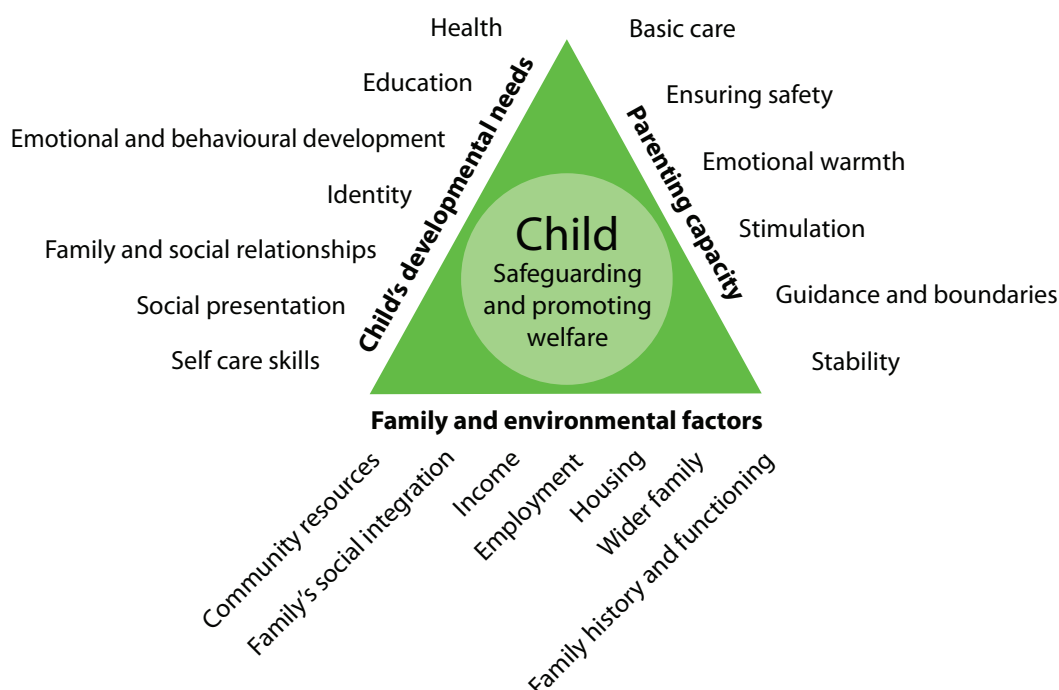 Health
Education
Emotional and behavioural development
Identity
Family and social relationships
Social presentation
Self care skills
Child's developmental needs
Child
Safeguarding
and promoting
welfare
Parenting capacity
Basic care
Ensuring safety
Emotional warmth
Stimulation
Guidance and boundaries
Stability
Family and environmental factors
Community resources
Family's social integration
Income
Employment
Housing
Wider family
Family history and functioning